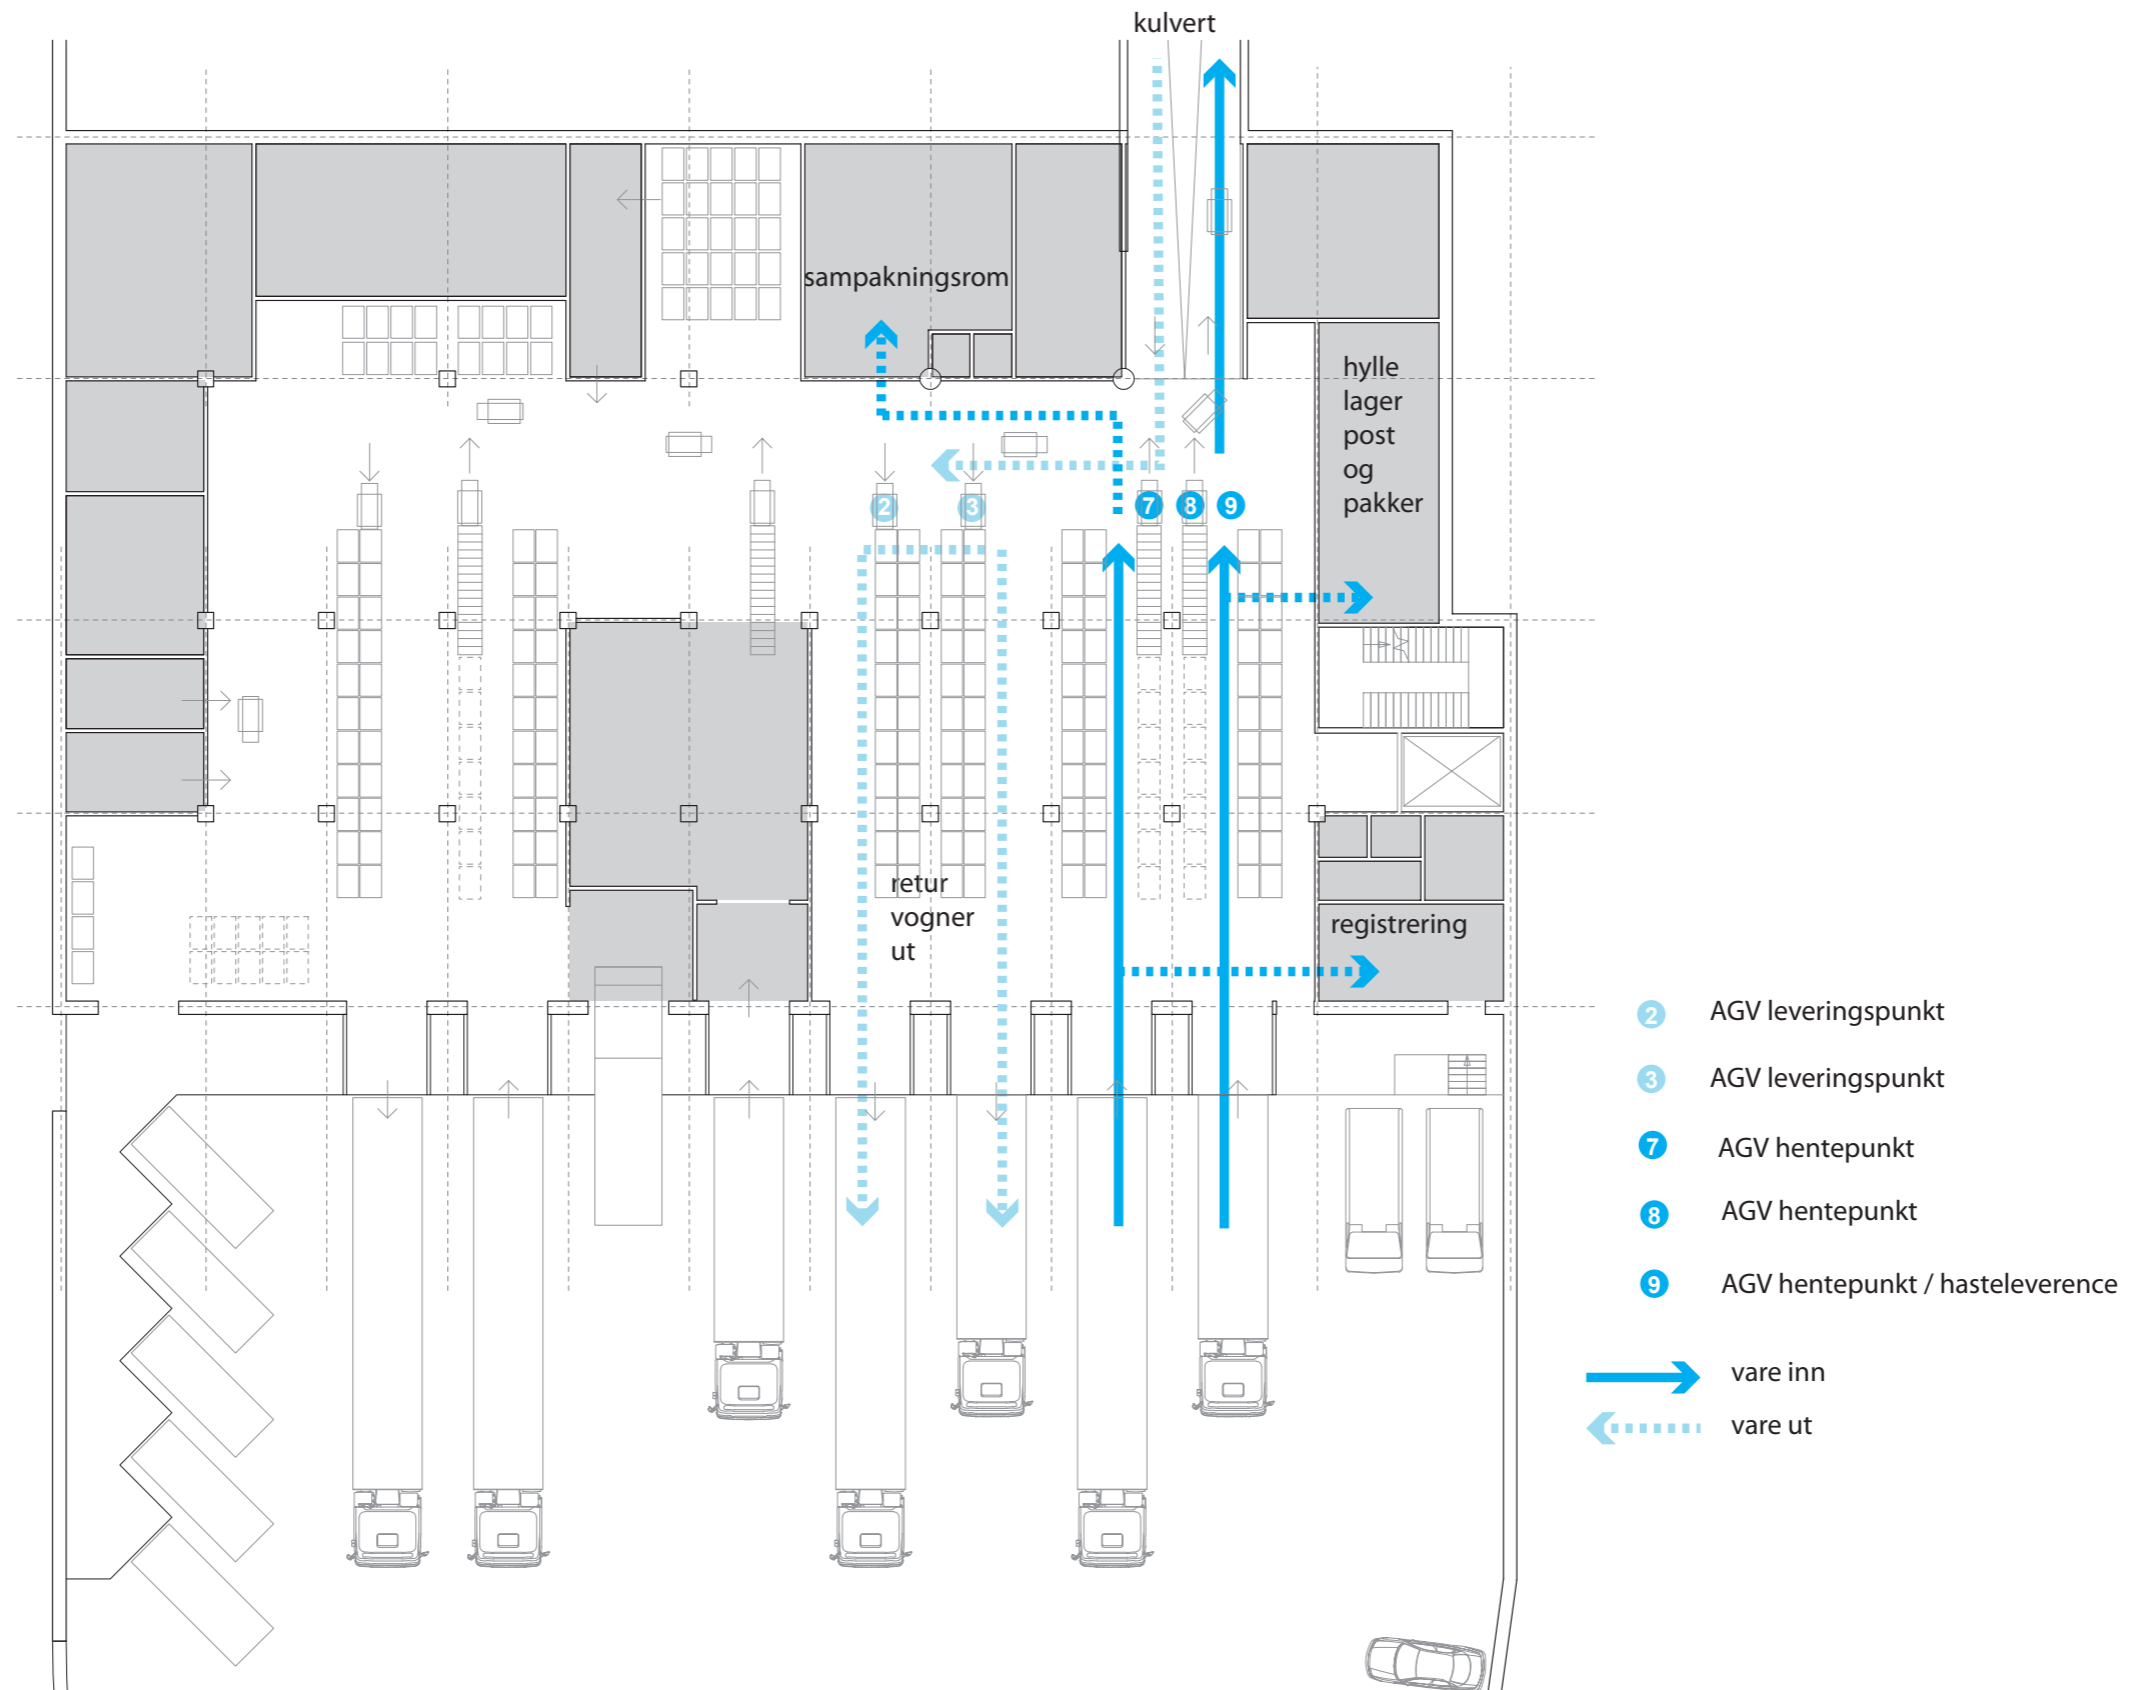 kulvert
sampakningsrom
hylle
lager
post
og
pakker
2
3
7
8
9
retur
vogner
ut
registrering
2 AGV leveringspunkt
3 AGV leveringspunkt
7 AGV hentepunkt
8 AGV hentepunkt
9 AGV hentepunkt / hasteleverence
vare inn
vare ut